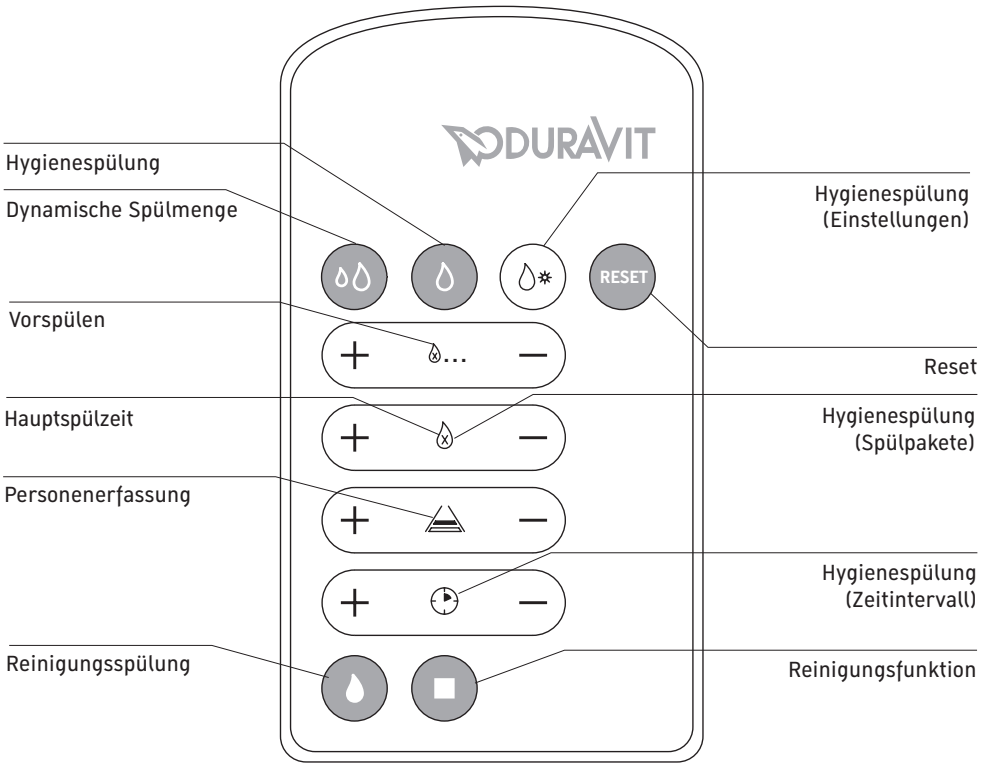 DURAVIT
Hygienespülung
Dynamische Spülmenge
Vorspülen
Hauptspülzeit
Personenerfassung
Reinigungsspülung
Hygienespülung
(Einstellungen)
Reset
Hygienespülung
(Spülpakete)
Hygienespülung
(Zeitintervall)
Reinigungsfunktion
RESET
+ x... −
+ x −
+ −
+ −